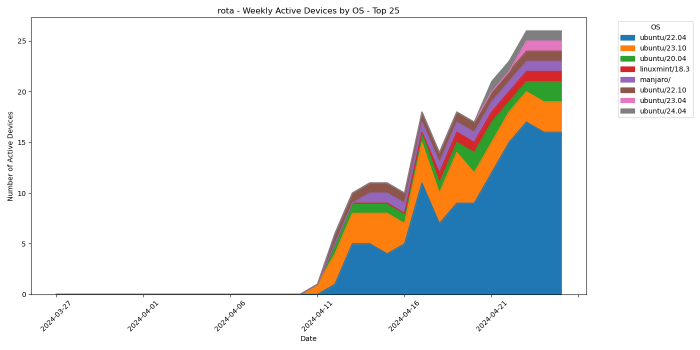 rota - Weekly Active Devices by OS - Top 25
OS
ubuntu/22.04
ubuntu/23.10
ubuntu/20.04
linuxmint/18.3
manjaro/
ubuntu/22.10
ubuntu/23.04
ubuntu/24.04
Number of Active Devices
25
20
15
10
5
0
2024-03-27
2024-04-01
2024-04-06
2024-04-11
2024-04-16
2024-04-21
Date